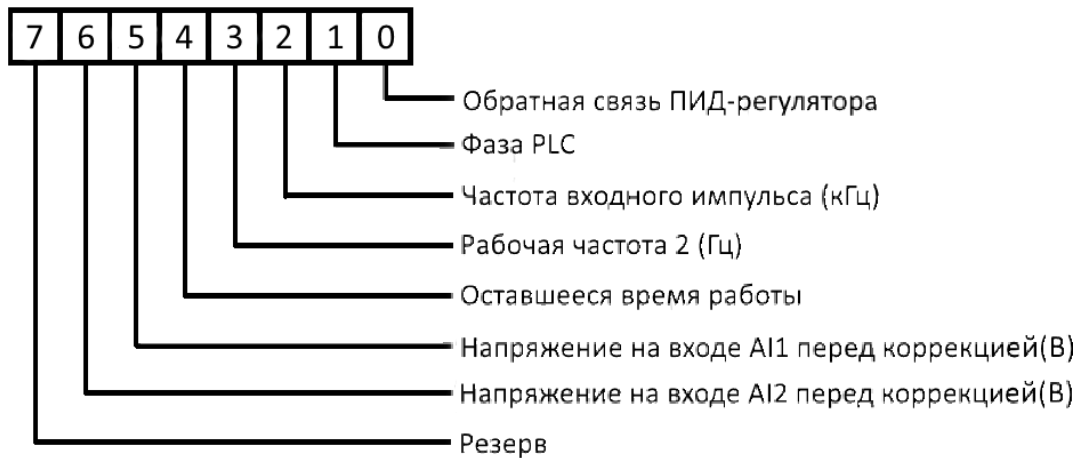 7 6 5 4 3 2 1 0
Обратная связь ПИД-регулятора
Фаза PLC
Частота входного импульса (кГц)
Рабочая частота 2 (Гц)
Оставшееся время работы
Напряжение на входе AI1 перед коррекцией(В)
Напряжение на входе AI2 перед коррекцией(В)
Резерв